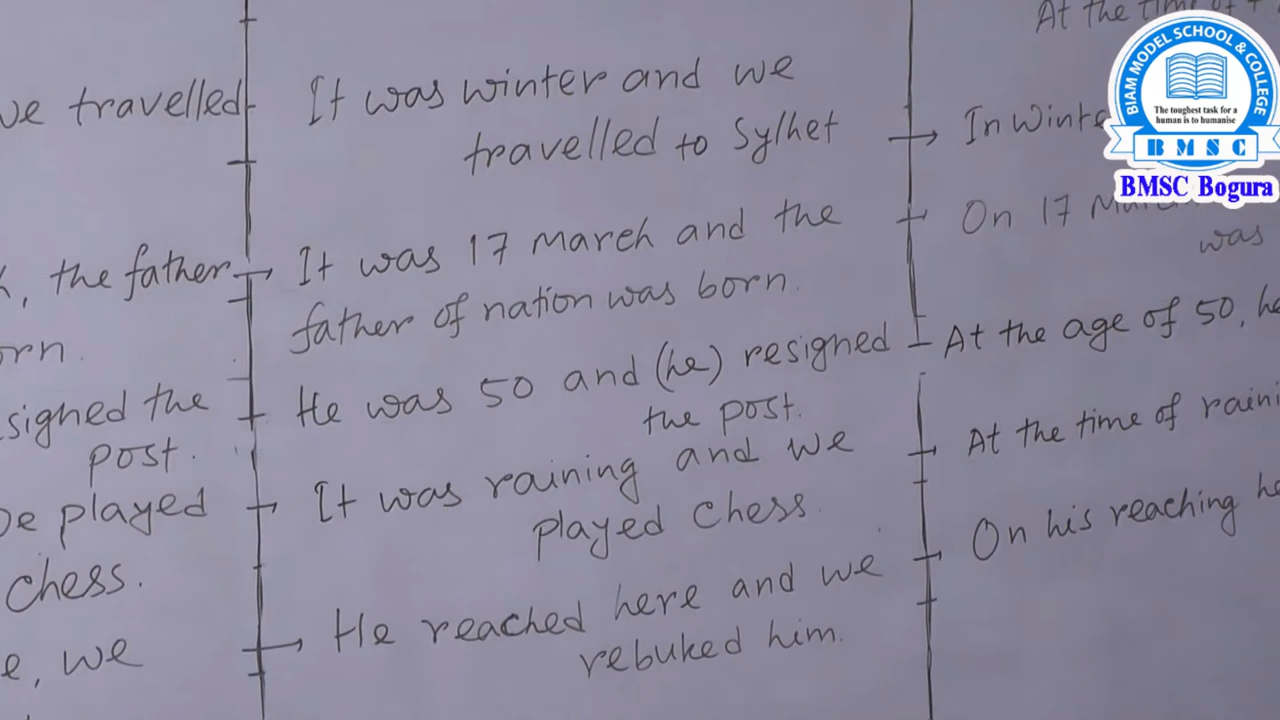 At the time of
we travelled
It was winter and we
travelled to Sylhet
In Winte
On 17 March
was
the father
It was 17 March and the
father of nation was born.
orn.
At the age of 50, he
signed the
post.
He was 50 and (he) resigned
the post.
At the time of raini
be played
chess.
It was raining and we
played chess.
On his reaching he
e, we
He reached here and we
rebuked him.
BIAM MODEL SCHOOL & COLLEGE
The toughest task for a
human is to humanise
BMSC
BMSC Bogura